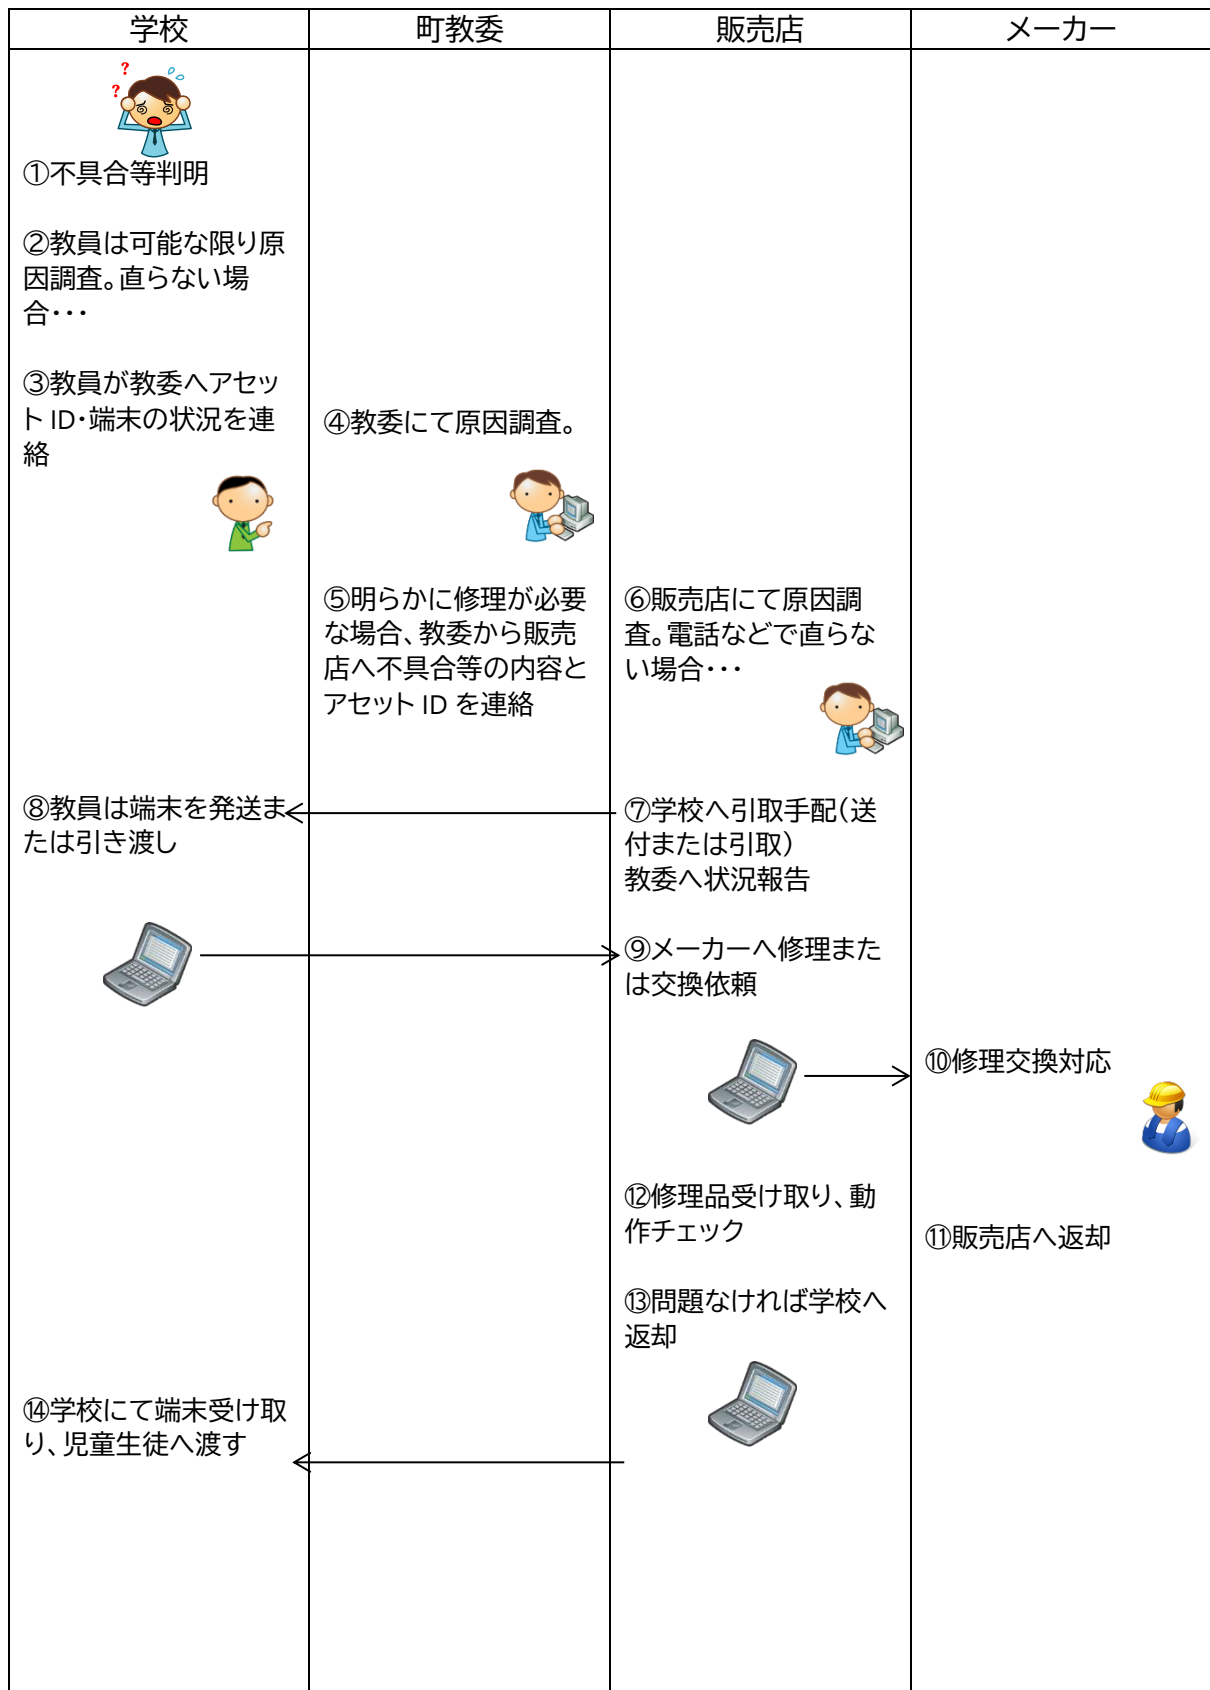 学校
町教委
販売店
メーカー
? ?
①不具合等判明
②教員は可能な限り原
因調査。直らない場
合・・・
③教員が教委へアセッ
ト ID・端末の状況を連
絡
④教委にて原因調査。
⑤明らかに修理が必要
な場合、教委から販売
店へ不具合等の内容と
アセット ID を連絡
⑥販売店にて原因調
査。電話などで直らな
い場合・・・
⑧教員は端末を発送ま
たは引き渡し
⑦学校へ引取手配（送
付または引取）
教委へ状況報告
⑨メーカーへ修理また
は交換依頼
⑩修理交換対応
⑫修理品受け取り、動
作チェック
⑪販売店へ返却
⑬問題なければ学校へ
返却
⑭学校にて端末受け取
り、児童生徒へ渡す